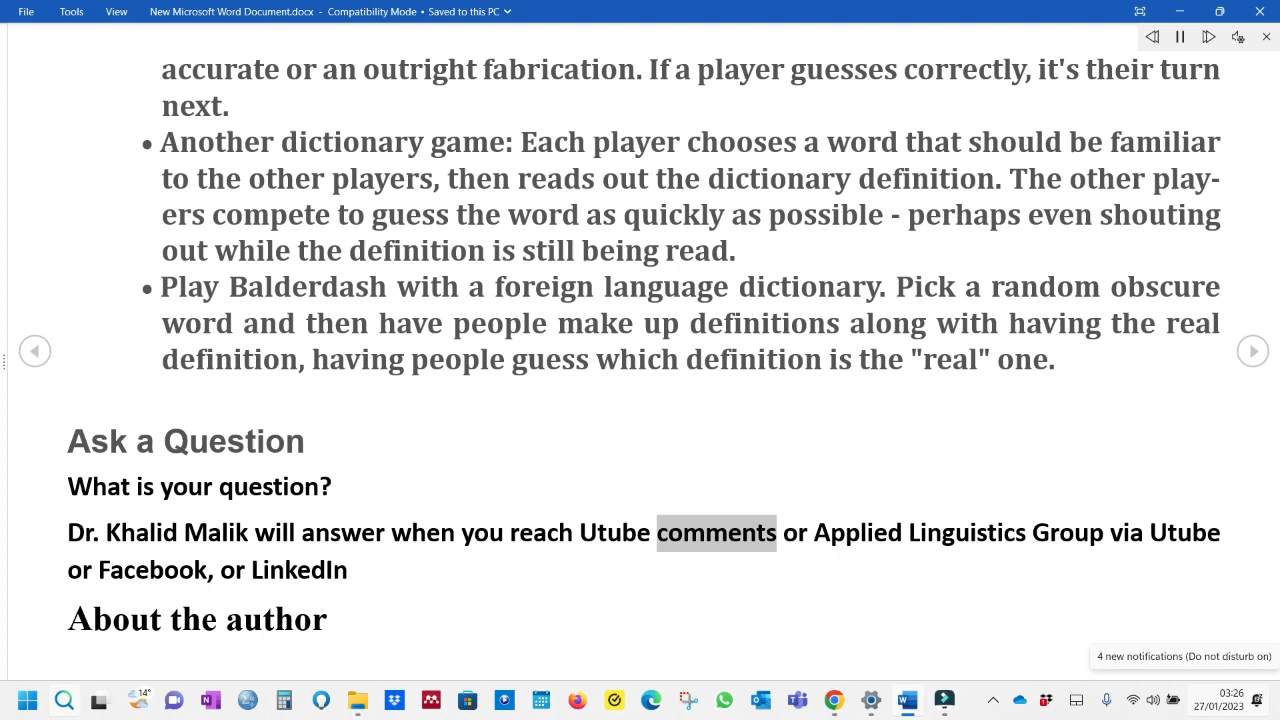 File Tools View New Microsoft Word Document.docx - Compatibility Mode • Saved to this PC
accurate or an outright fabrication. If a player guesses correctly, it's their turn
next.
• Another dictionary game: Each player chooses a word that should be familiar
to the other players, then reads out the dictionary definition. The other play-
ers compete to guess the word as quickly as possible - perhaps even shouting
out while the definition is still being read.
• Play Balderdash with a foreign language dictionary. Pick a random obscure
word and then have people make up definitions along with having the real
definition, having people guess which definition is the "real" one.
Ask a Question
What is your question?
Dr. Khalid Malik will answer when you reach Utube comments or Applied Linguistics Group via Utube
or Facebook, or LinkedIn
About the author
4 new notifications (Do not disturb on)
14°
03:26
27/01/2023